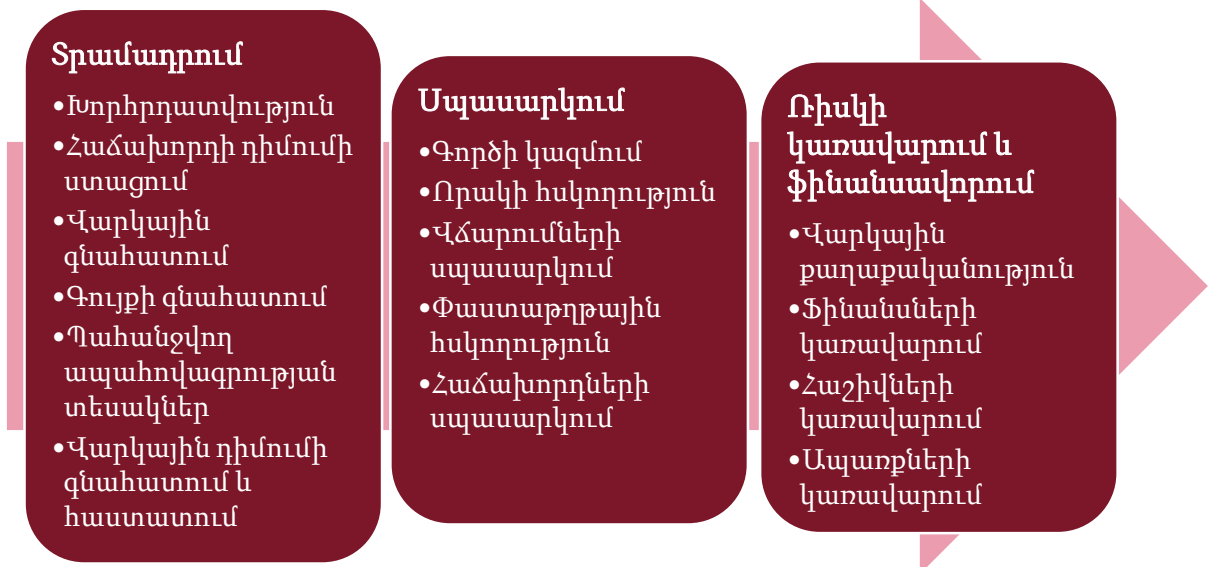 Տրամադրում
•Խորհրդատվություն
•Հաճախորդի դիմումի
ստացում
•Վարկային
գնահատում
•Գույքի գնահատում
•Պահանջվող
ապահովագրության
տեսակներ
•Վարկային դիմումի
գնահատում և
հաստատում
Սպասարկում
•Գործի կազմում
•Որակի հսկողություն
•Վճարումների
սպասարկում
•Փաստաթղթային
հսկողություն
•Հաճախորդների
սպասարկում
Ռիսկի
կառավարում և
ֆինանսավորում
•Վարկային
քաղաքականություն
•Ֆինանսների
կառավարում
•Հաշիվների
կառավարում
•Ապառքների
կառավարում